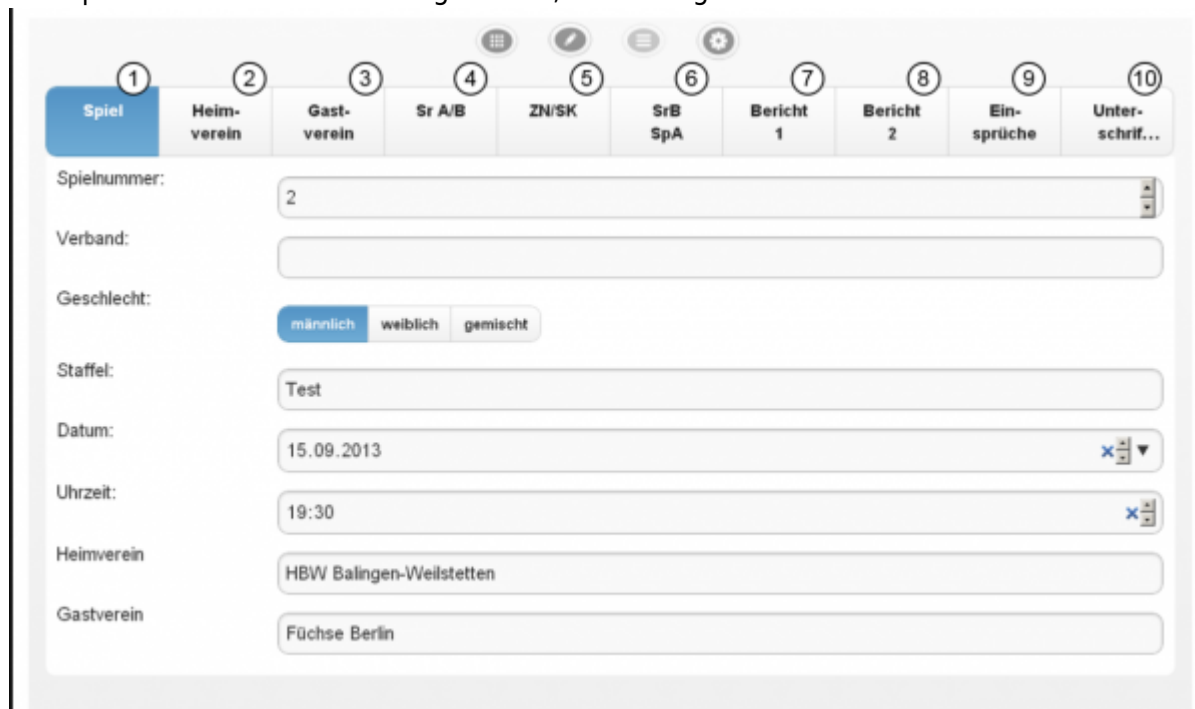 1 2 3 4 5 6 7 8 9 10
Spiel Heim- Gast- Sr A/B ZN/SK SrB Bericht Bericht Ein- Unter-
verein verein SpA 1 2 sprüche schrif...
Spielnummer:
2
Verband:
Geschlecht:
männlich weiblich gemischt
Staffel:
Test
Datum:
15.09.2013
Uhrzeit:
19:30
Heimverein
HBW Balingen-Weilstetten
Gastverein
Füchse Berlin